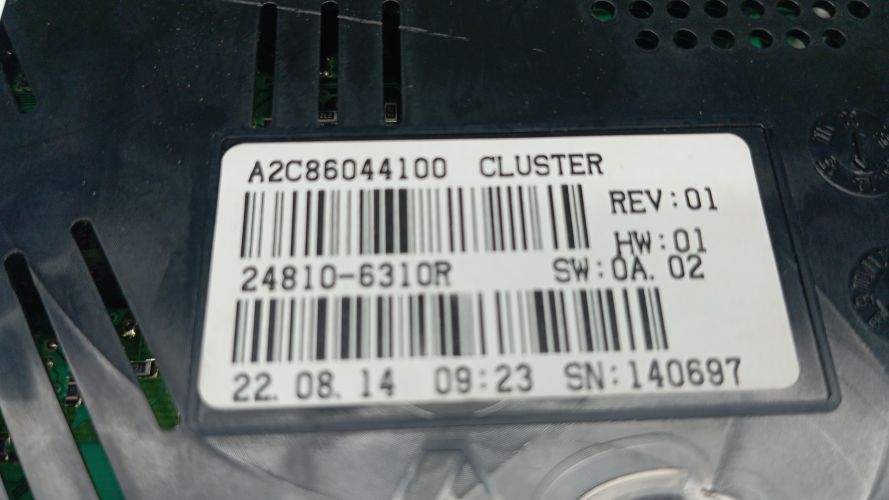 A2C86044100 CLUSTER
REV:01
HW:01
24810-6310R SW:0A.02
22.08.14 09:23 SN:140697